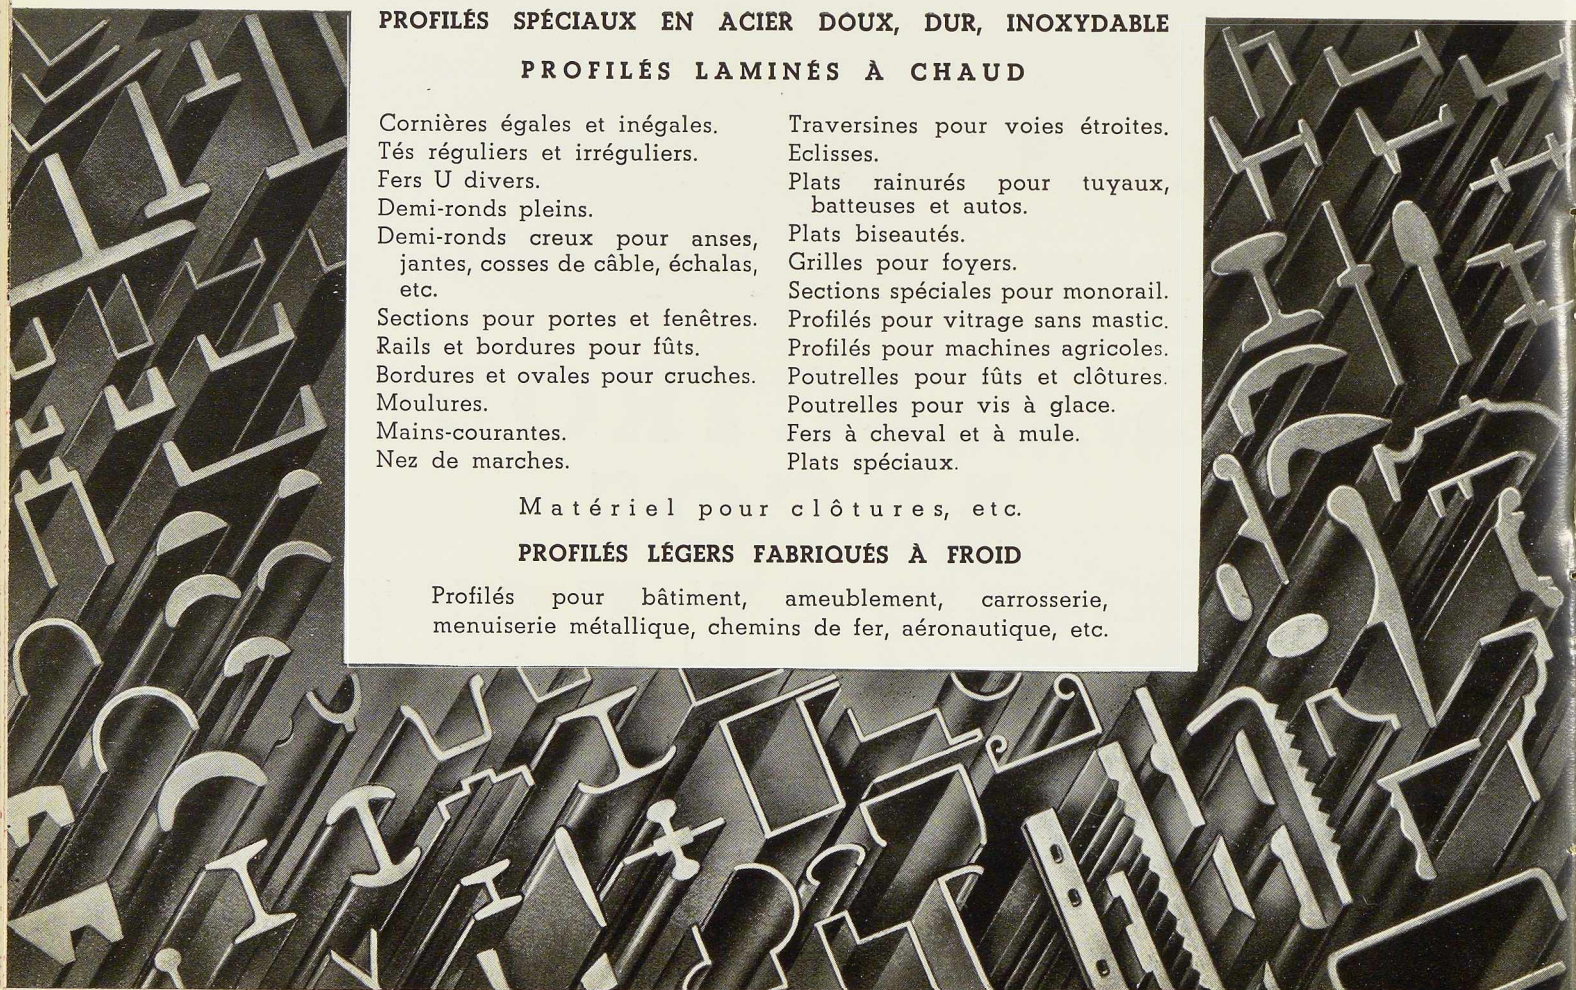 PROFILÉS SPÉCIAUX EN ACIER DOUX, DUR, INOXYDABLE
PROFILÉS LAMINÉS À CHAUD
Cornières égales et inégales.
Tés réguliers et irréguliers.
Fers U divers.
Demi-ronds pleins.
Demi-ronds creux pour anses,
jantes, cosses de câble, échalas,
etc.
Sections pour portes et fenêtres.
Rails et bordures pour fûts.
Bordures et ovales pour cruches.
Moulures.
Mains-courantes.
Nez de marches.
Traversines pour voies étroites.
Eclisses.
Plats rainurés pour tuyaux,
batteuses et autos.
Plats biseautés.
Grilles pour foyers.
Sections spéciales pour monorail.
Profilés pour vitrage sans mastic.
Profilés pour machines agricoles.
Poutrelles pour fûts et clôtures.
Poutrelles pour vis à glace.
Fers à cheval et à mule.
Plats spéciaux.
Matériel pour clôtures, etc.
PROFILÉS LÉGERS FABRIQUÉS À FROID
Profilés pour bâtiment, ameublement, carrosserie,
menuiserie métallique, chemins de fer, aéronautique, etc.